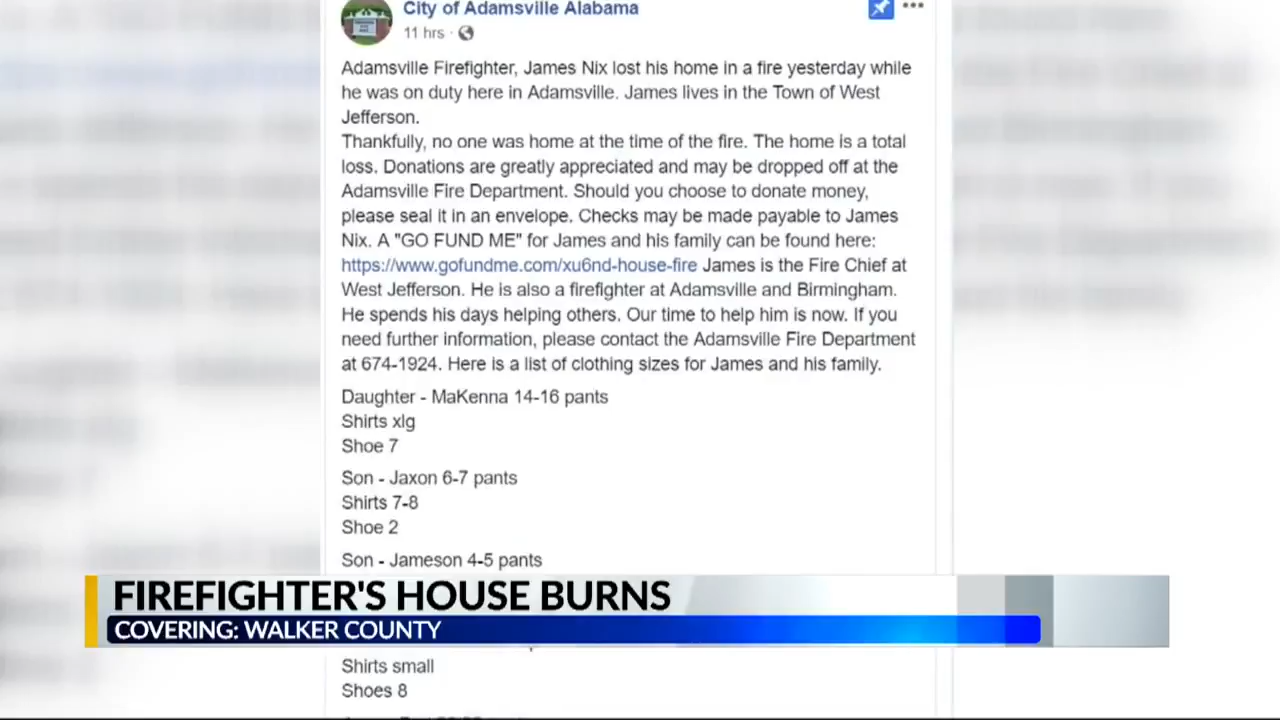 City of Adamsville Alabama
11 hrs ·
Adamsville Firefighter, James Nix lost his home in a fire yesterday while
he was on duty here in Adamsville. James lives in the Town of West
Jefferson.
Thankfully, no one was home at the time of the fire. The home is a total
loss. Donations are greatly appreciated and may be dropped off at the
Adamsville Fire Department. Should you choose to donate money,
please seal it in an envelope. Checks may be made payable to James
Nix. A "GO FUND ME" for James and his family can be found here:
https://www.gofundme.com/xu6nd-house-fire James is the Fire Chief at
West Jefferson. He is also a firefighter at Adamsville and Birmingham.
He spends his days helping others. Our time to help him is now. If you
need further information, please contact the Adamsville Fire Department
at 674-1924. Here is a list of clothing sizes for James and his family.
Daughter - MaKenna 14-16 pants
Shirts xlg
Shoe 7
Son - Jaxon 6-7 pants
Shirts 7-8
Shoe 2
Son - Jameson 4-5 pants
FIREFIGHTER'S HOUSE BURNS
COVERING: WALKER COUNTY
Shirts small
Shoes 8